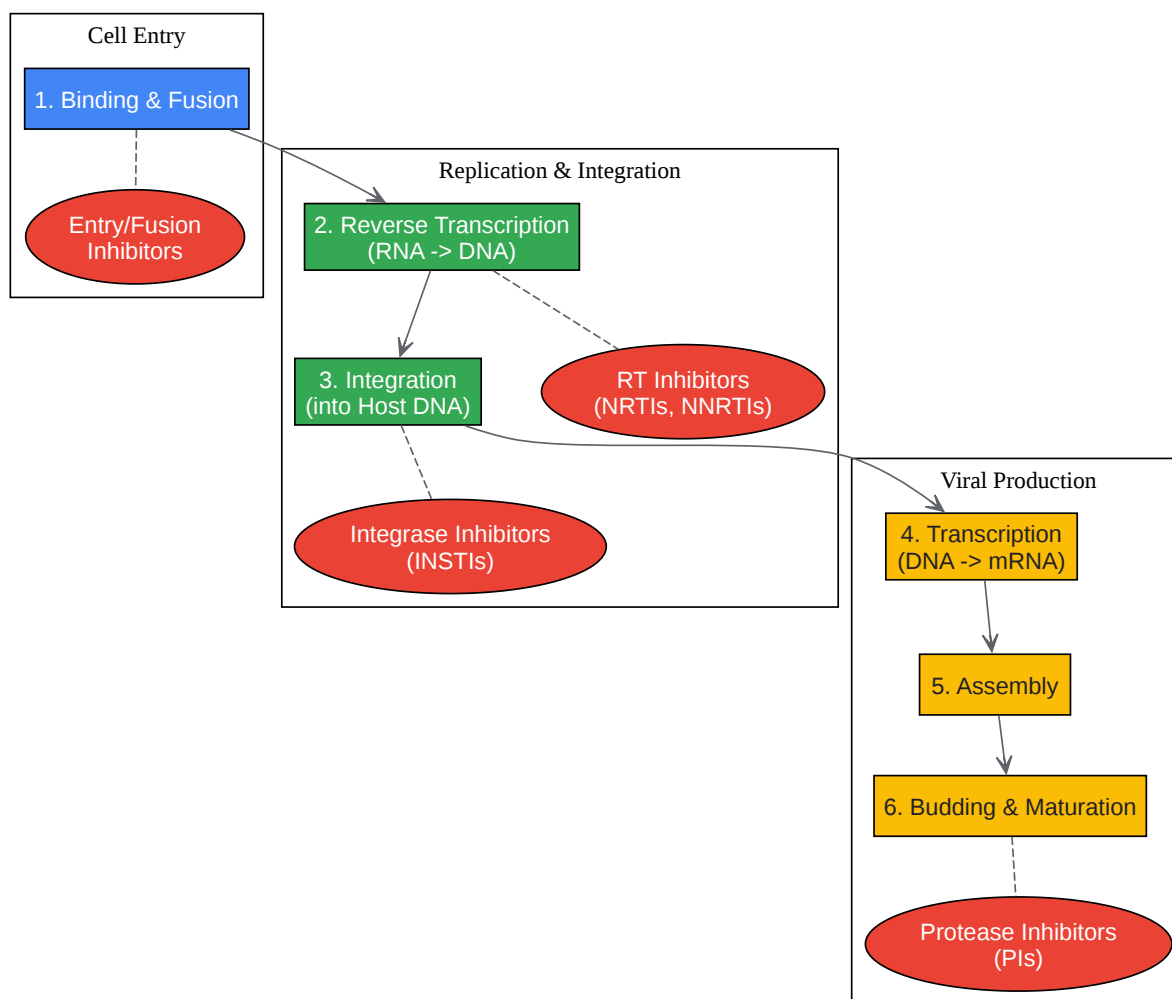 Cell Entry
1. Binding & Fusion
Entry/Fusion
Inhibitors
Replication & Integration
2. Reverse Transcription
(RNA -> DNA)
3. Integration
(into Host DNA)
RT Inhibitors
(NRTIs, NNRTIs)
Integrase Inhibitors
(INSTIs)
Viral Production
4. Transcription
(DNA -> mRNA)
5. Assembly
6. Budding & Maturation
Protease Inhibitors
(PIs)